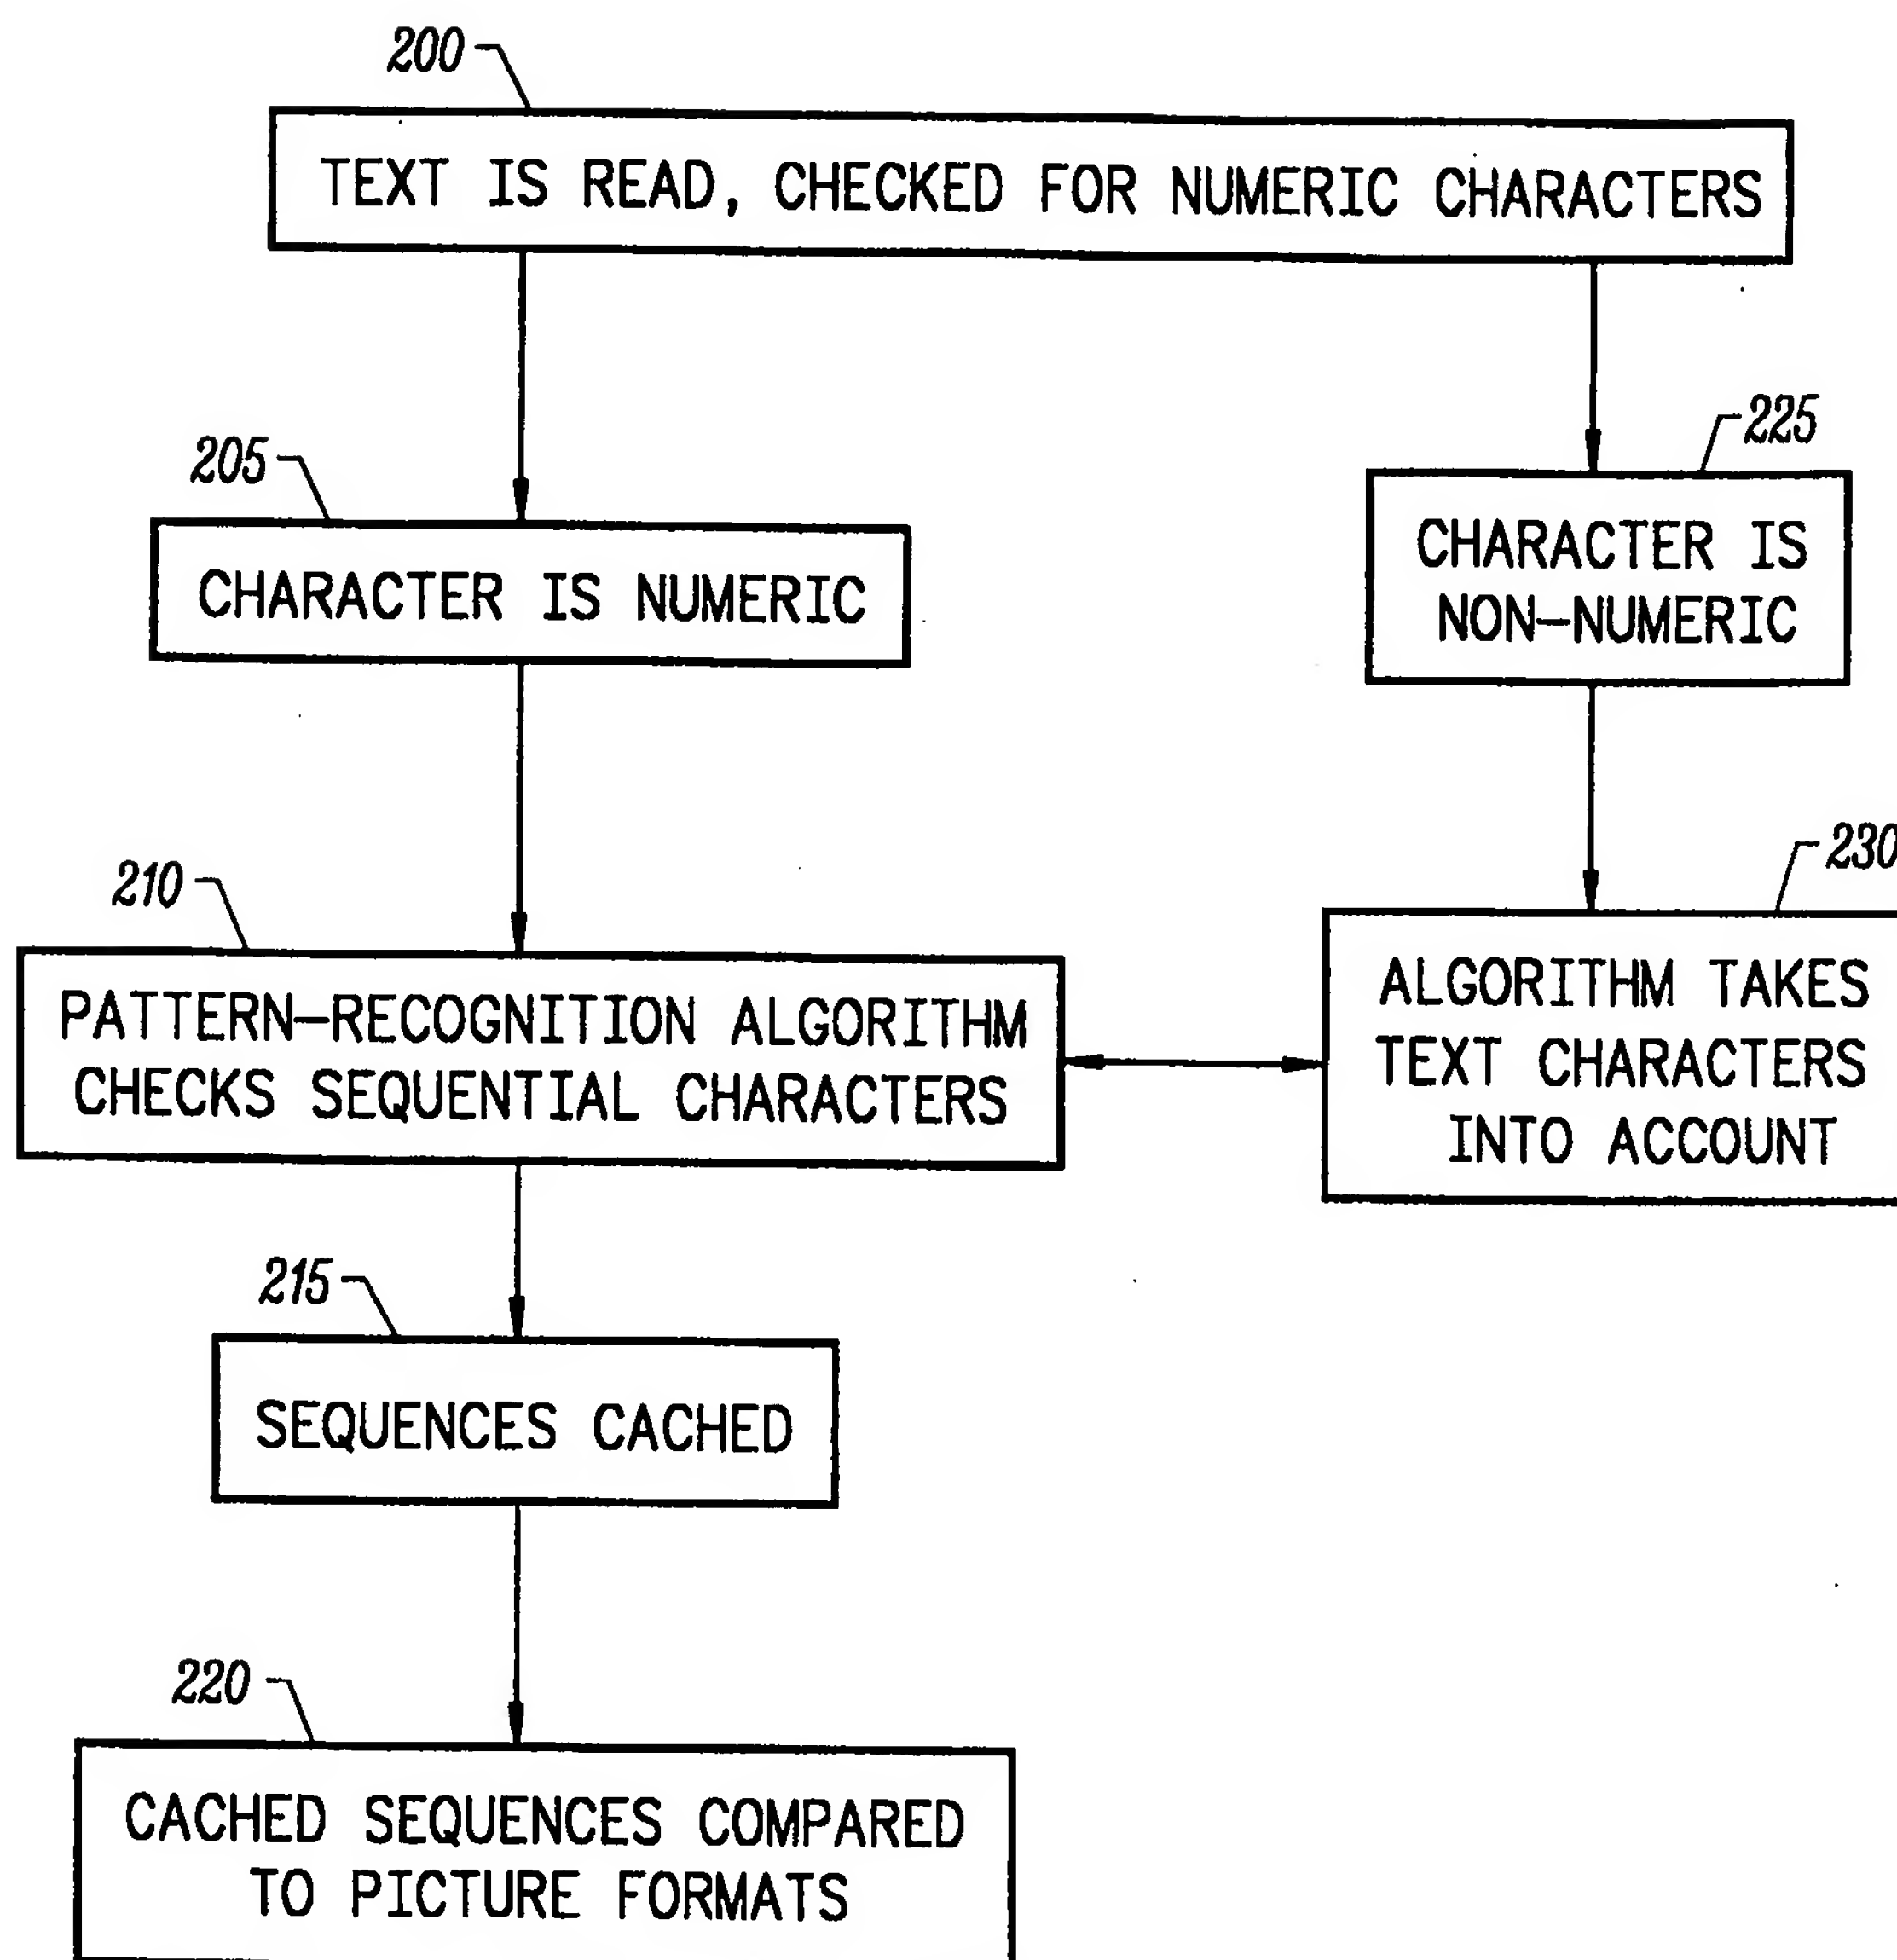 200
TEXT IS READ, CHECKED FOR NUMERIC CHARACTERS
205
CHARACTER IS NUMERIC
225
CHARACTER IS
NON–NUMERIC
210
PATTERN–RECOGNITION ALGORITHM
CHECKS SEQUENTIAL CHARACTERS
230
ALGORITHM TAKES
TEXT CHARACTERS
INTO ACCOUNT
215
SEQUENCES CACHED
220
CACHED SEQUENCES COMPARED
TO PICTURE FORMATS